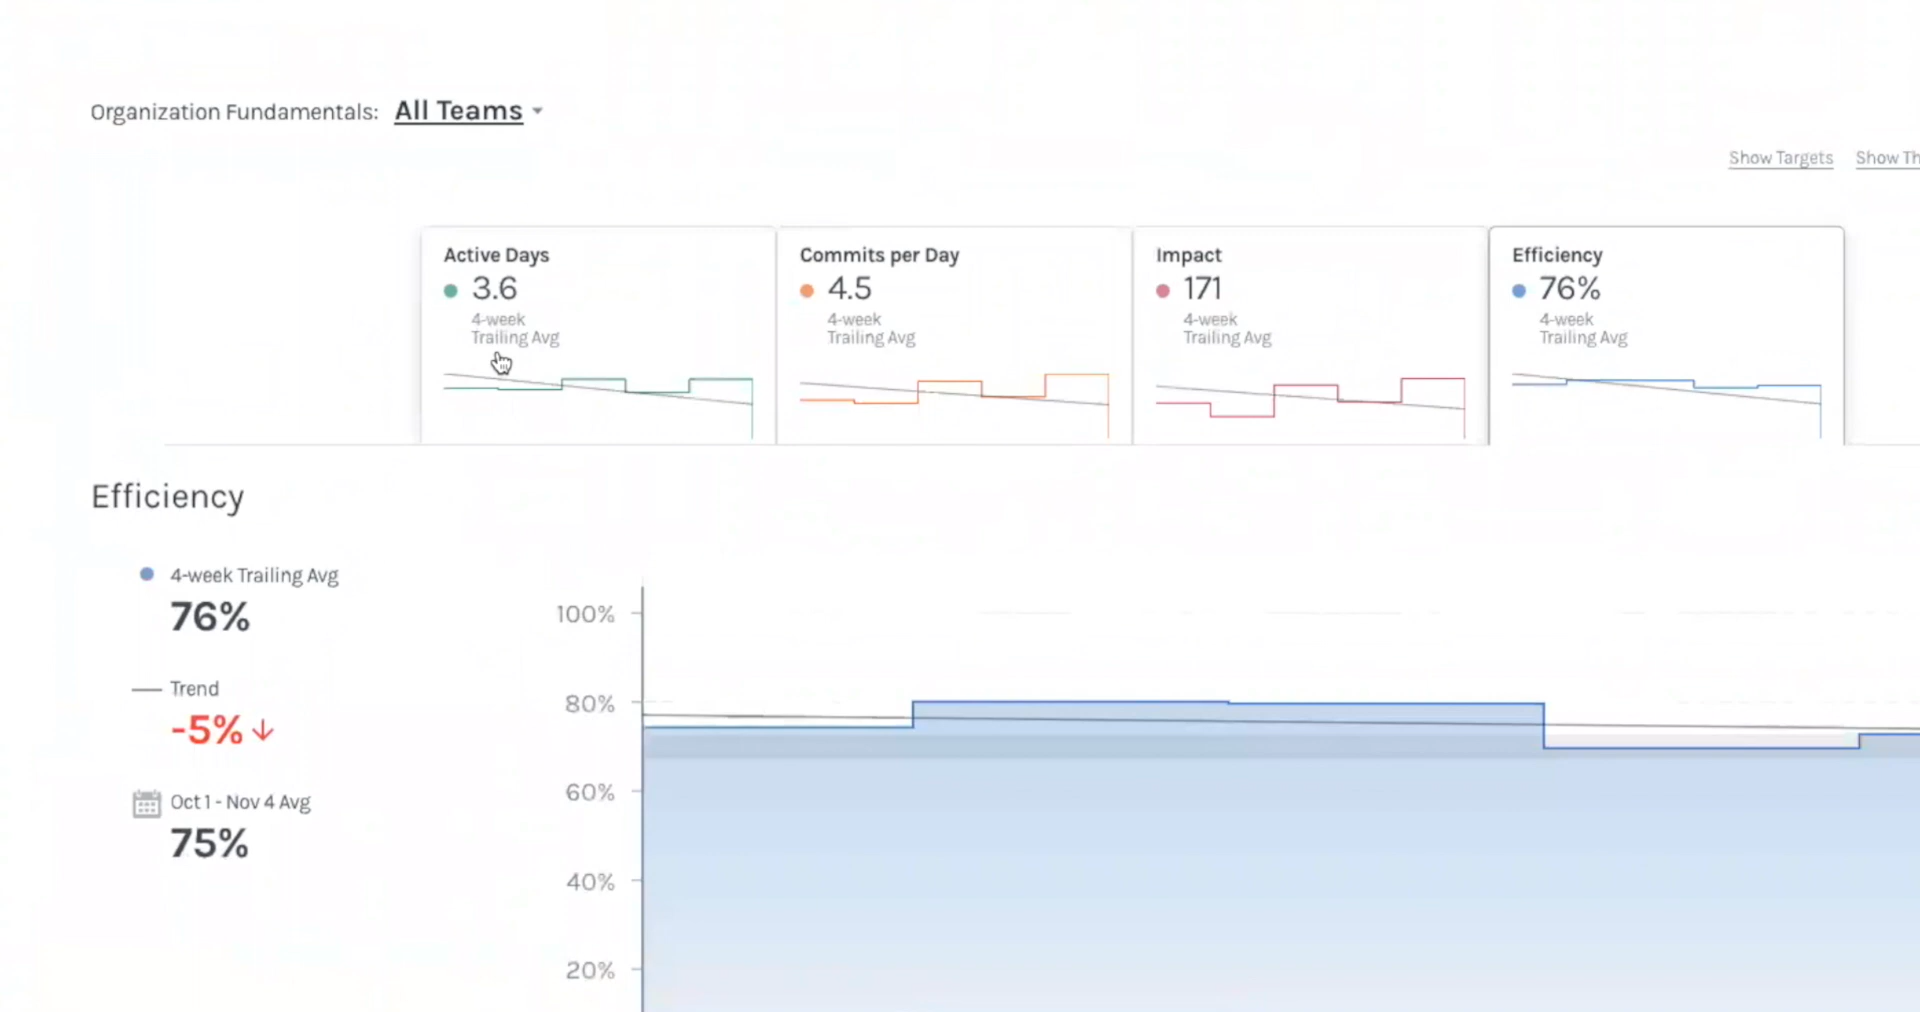 Organization Fundamentals: All Teams
Show Targets Show Th
Active Days
3.6
4-week
Trailing Avg
Commits per Day
4.5
4-week
Trailing Avg
Impact
171
4-week
Trailing Avg
Efficiency
76%
4-week
Trailing Avg
Efficiency
4-week Trailing Avg
76%
Trend
-5%↓
Oct 1 - Nov 4 Avg
75%
100%
80%
60%
40%
20%